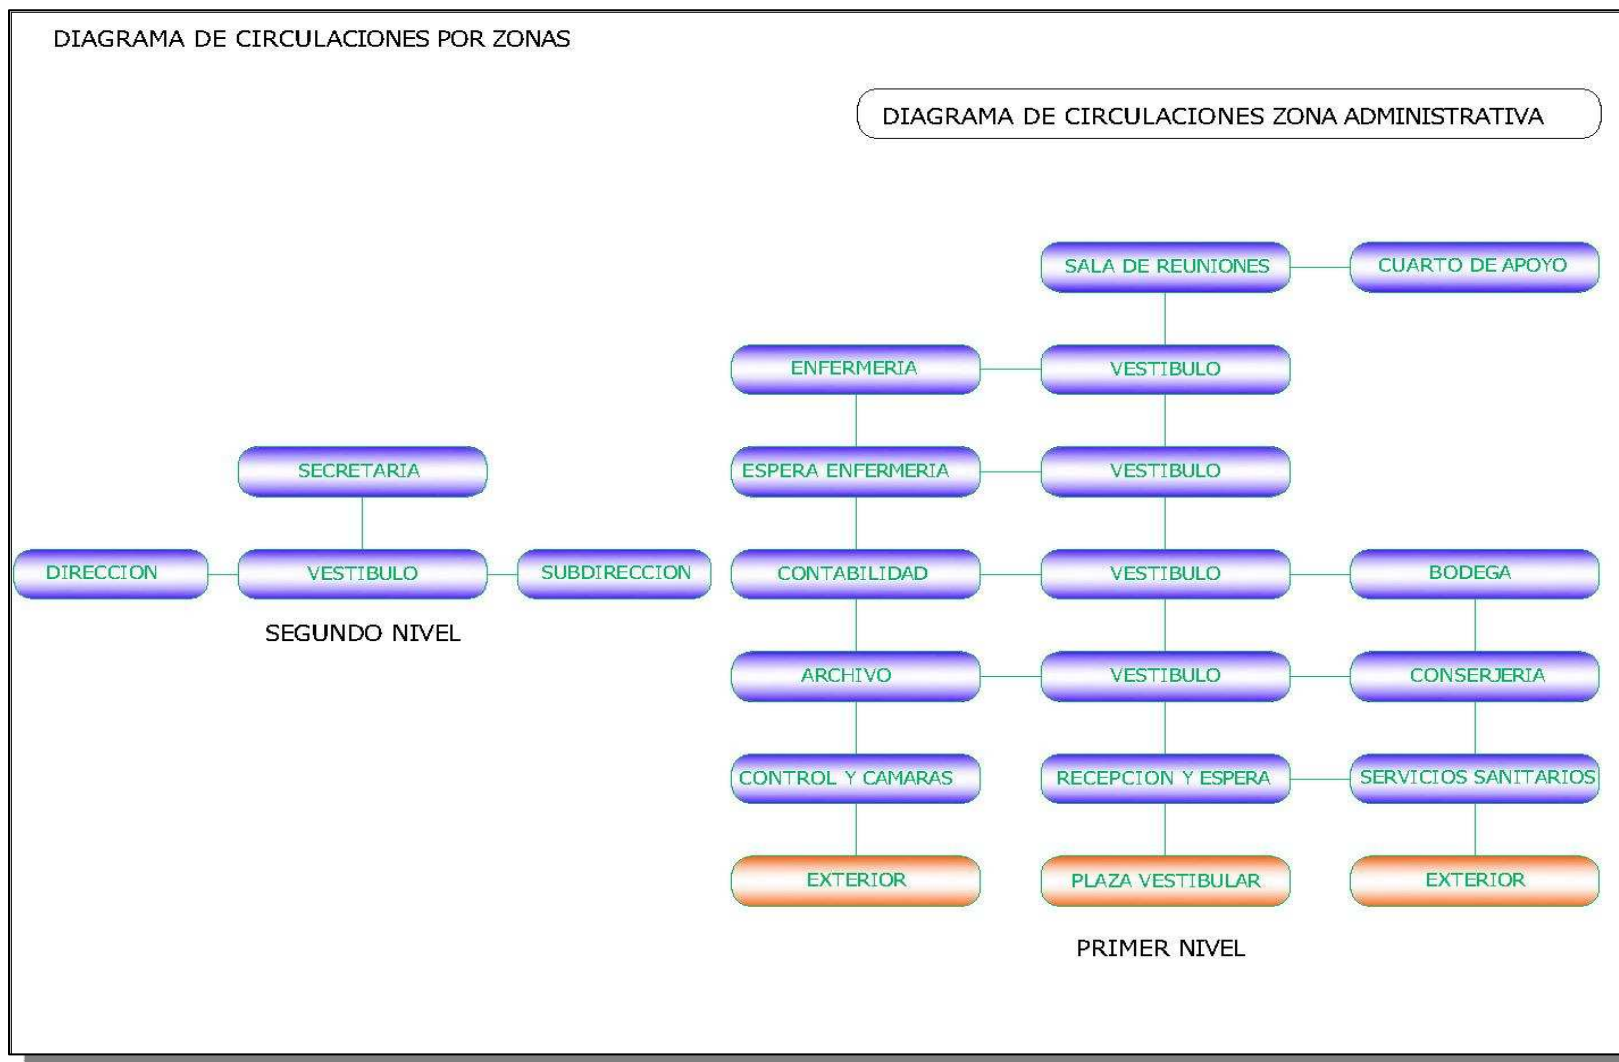 DIAGRAMA DE CIRCULACIONES POR ZONAS
DIAGRAMA DE CIRCULACIONES ZONA ADMINISTRATIVA
SALA DE REUNIONES
CUARTO DE APOYO
ENFERMERIA
VESTIBULO
SECRETARIA
ESPERA ENFERMERIA
VESTIBULO
DIRECCION
VESTIBULO
SUBDIRECCION
CONTABILIDAD
VESTIBULO
BODEGA
SEGUNDO NIVEL
ARCHIVO
VESTIBULO
CONSERJERIA
CONTROL Y CAMARAS
RECEPCION Y ESPERA
SERVICIOS SANITARIOS
EXTERIOR
PLAZA VESTIBULAR
EXTERIOR
PRIMER NIVEL